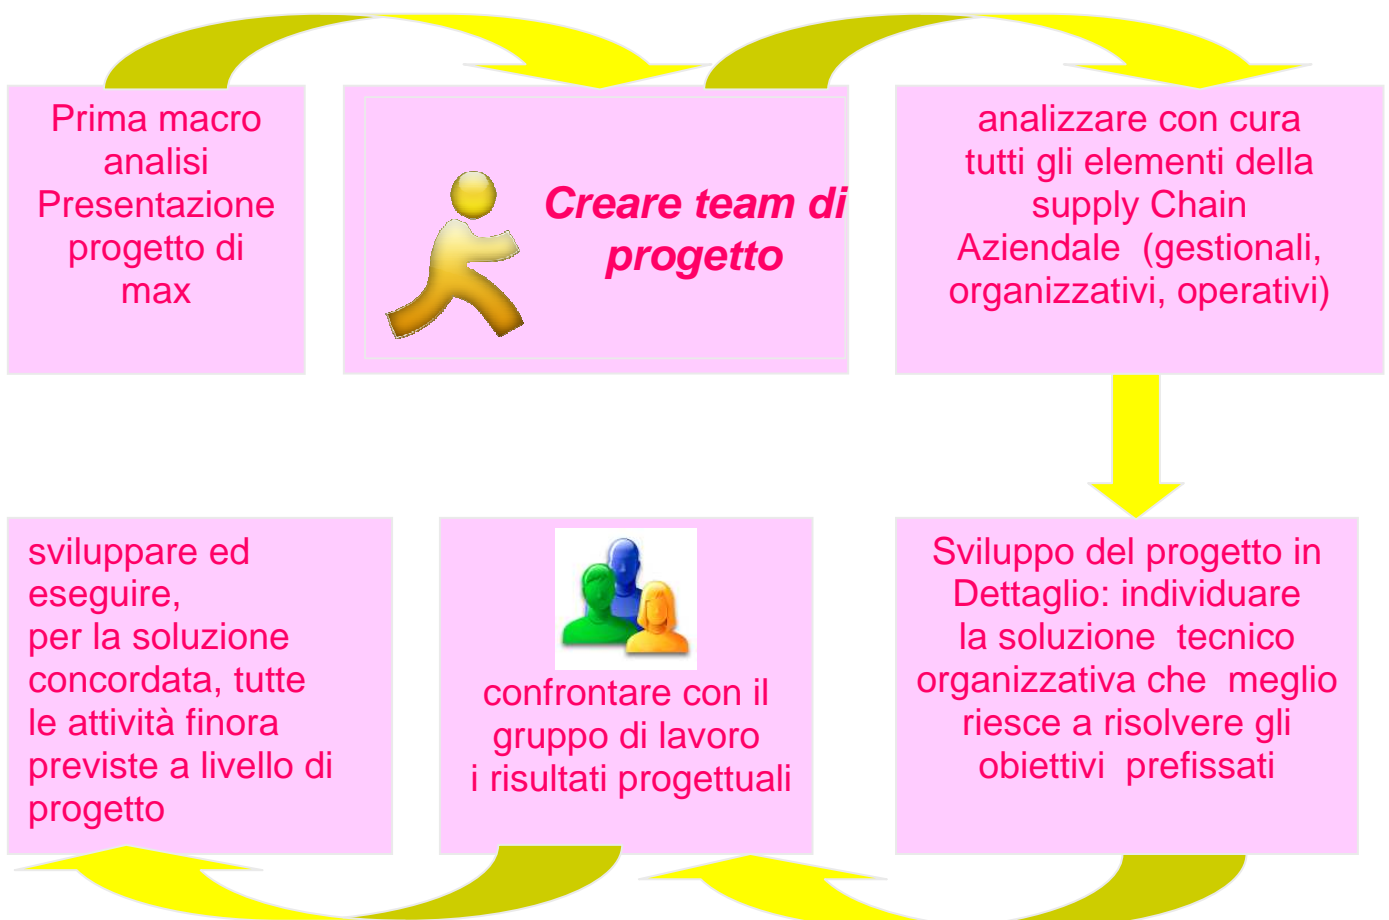 Prima macro
analisi
Presentazione
progetto di
max
Creare team di
progetto
analizzare con cura
tutti gli elementi della
supply Chain
Aziendale (gestionali,
organizzativi, operativi)
Sviluppo del progetto in
Dettaglio: individuare
la soluzione tecnico
organizzativa che meglio
riesce a risolvere gli
obiettivi prefissati
confrontare con il
gruppo di lavoro
i risultati progettuali
sviluppare ed
eseguire,
per la soluzione
concordata, tutte
le attività finora
previste a livello di
progetto